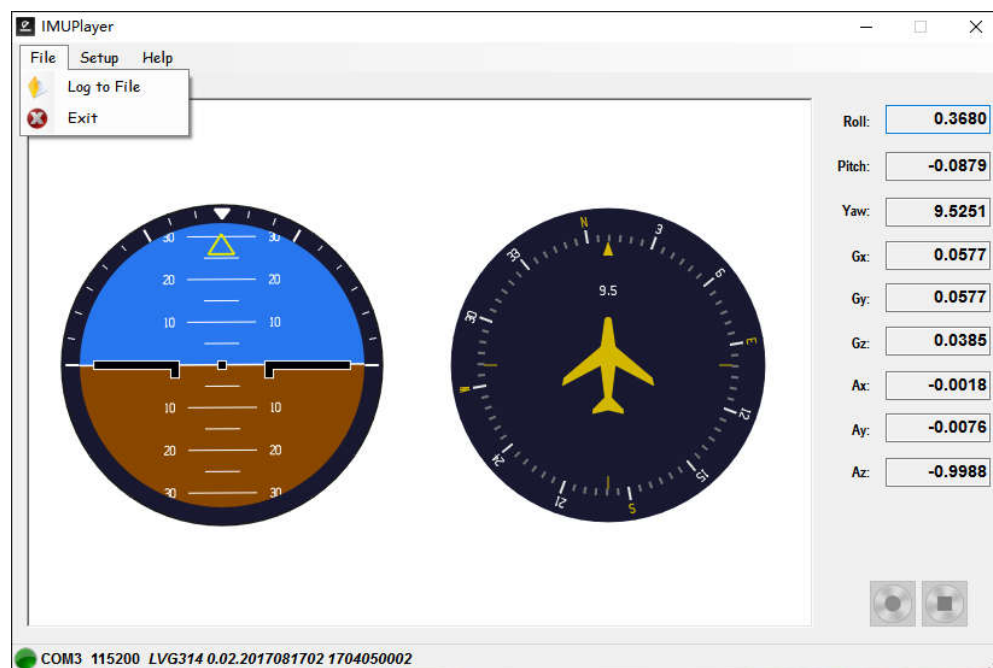 IMUPlayer
File Setup Help
Log to File
Exit
Roll: 0.3680
Pitch: -0.0879
Yaw: 9.5251
Gx: 0.0577
Gy: 0.0577
Gz: 0.0385
Ax: -0.0018
Ay: -0.0076
Az: -0.9988
30 30
20 20
10 10
10 10
20 20
30 30
N
3
6
E
12
15
S
21
24
W
30
33
9.5
COM3 115200 LVG314 0.02.2017081702 1704050002